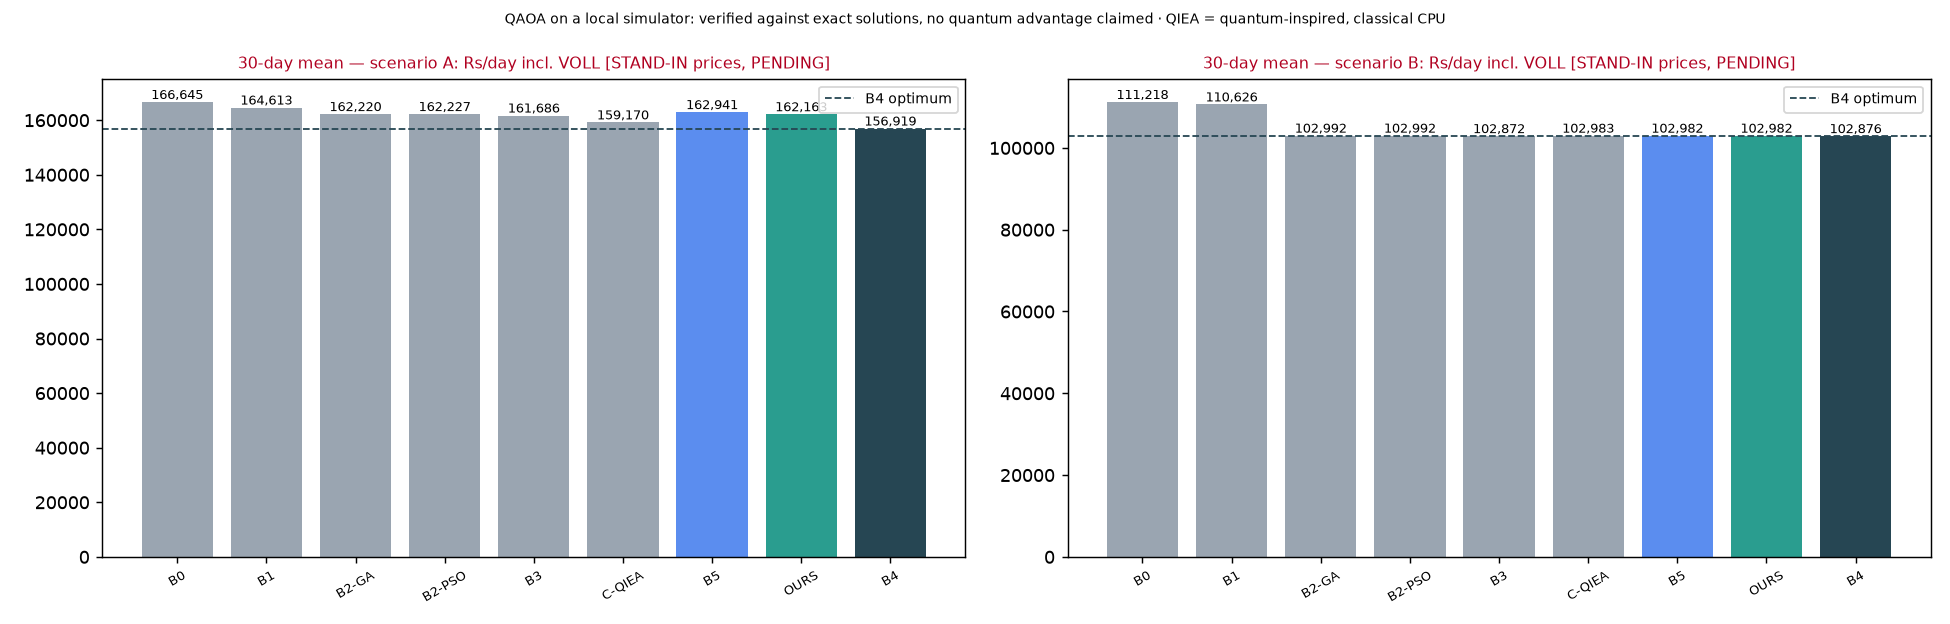 QAOA on a local simulator: verified against exact solutions, no quantum advantage claimed · QIEA = quantum-inspired, classical CPU
30-day mean — scenario A: Rs/day incl. VOLL [STAND-IN prices, PENDING]
B4 optimum
166,645
164,613
162,220
162,227
161,686
159,170
162,941
156,919
160000
140000
120000
100000
80000
60000
40000
20000
0
B0
B1
B2-GA
B2-PSO
B3
C-QIEA
B5
OURS
B4
30-day mean — scenario B: Rs/day incl. VOLL [STAND-IN prices, PENDING]
B4 optimum
111,218
110,626
102,992
102,992
102,872
102,983
102,982
102,982
102,876
100000
80000
60000
40000
20000
0
B0
B1
B2-GA
B2-PSO
B3
C-QIEA
B5
OURS
B4